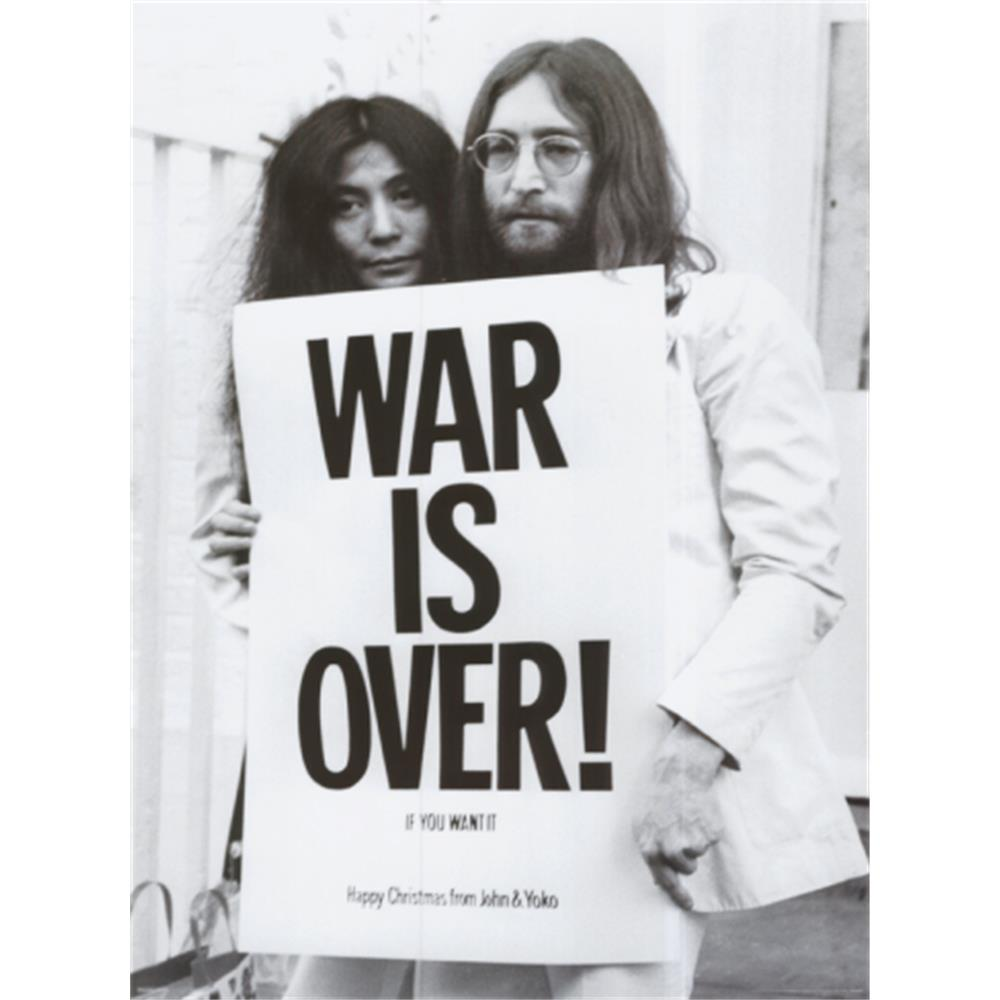 WAR
IS
OVER!
IF YOU WANT IT
Happy Christmas from John & Yoko